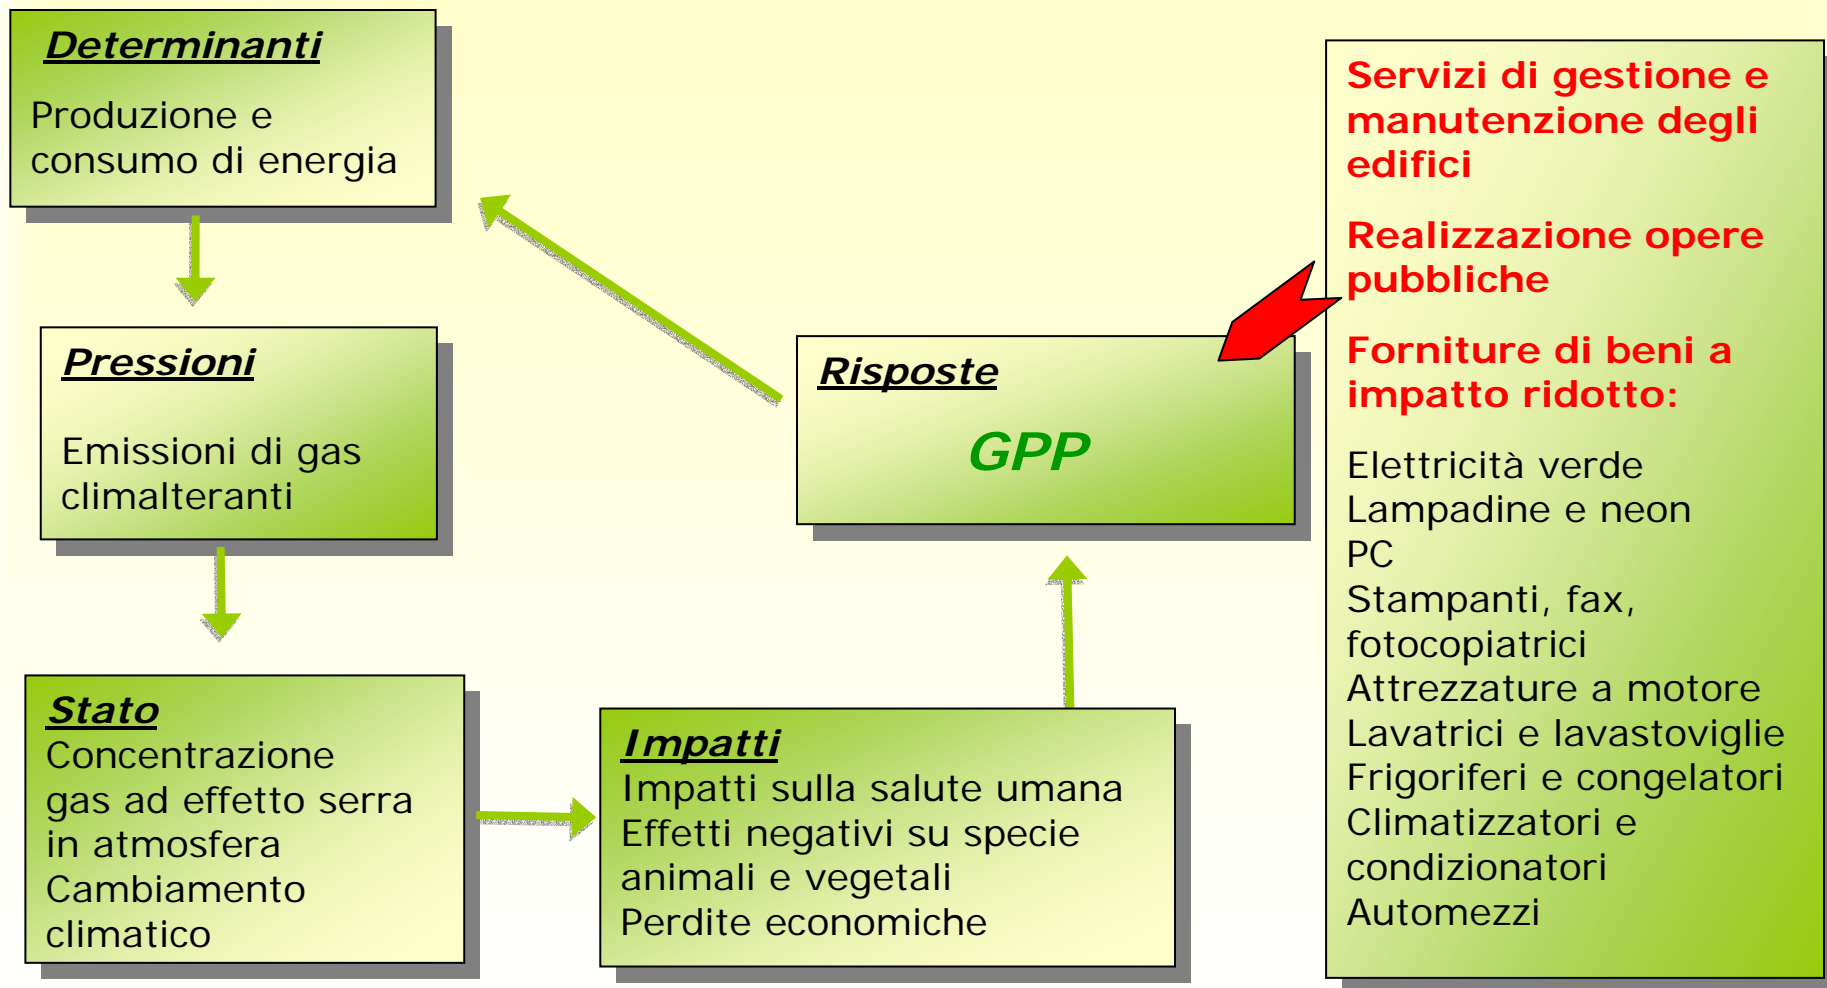 Determinanti
Produzione e
consumo di energia
Pressioni
Emissioni di gas
climalteranti
Stato
Concentrazione
gas ad effetto serra
in atmosfera
Cambiamento
climatico
Impatti
Impatti sulla salute umana
Effetti negativi su specie
animali e vegetali
Perdite economiche
Risposte
GPP
Servizi di gestione e
manutenzione degli
edifici
Realizzazione opere
pubbliche
Forniture di beni a
impatto ridotto:
Elettricità verde
Lampadine e neon
PC
Stampanti, fax,
fotocopiatrici
Attrezzature a motore
Lavatrici e lavastoviglie
Frigoriferi e congelatori
Climatizzatori e
condizionatori
Automezzi